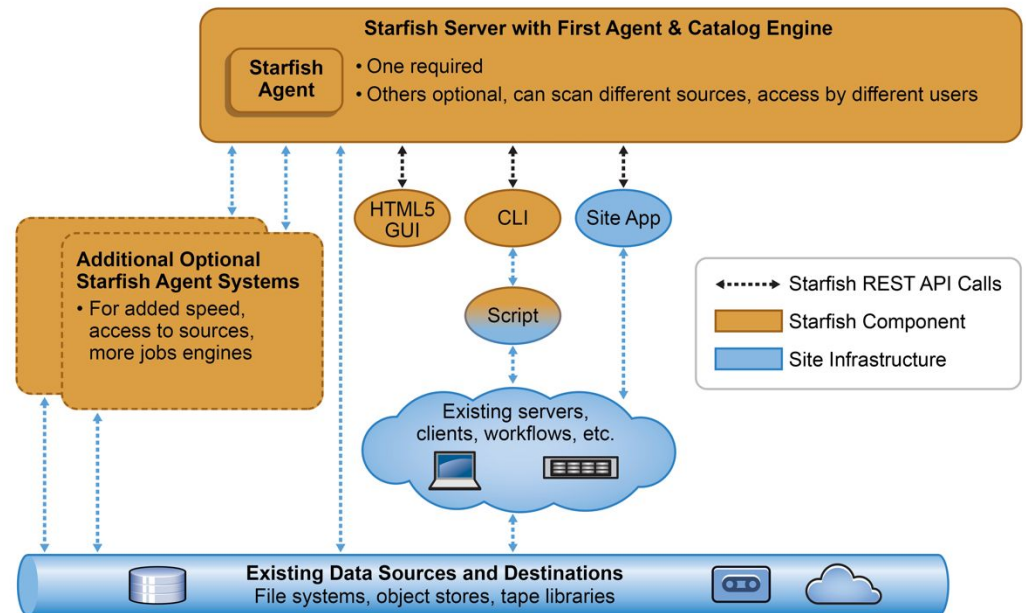 Starfish Server with First Agent & Catalog Engine
Starfish
Agent
• One required
• Others optional, can scan different sources, access by different users
HTML5
GUI
CLI
Site App
Additional Optional
Starfish Agent Systems
• For added speed,
access to sources,
more jobs engines
Script
Starfish REST API Calls
Starfish Component
Site Infrastructure
Existing servers,
clients, workflows, etc.
Existing Data Sources and Destinations
File systems, object stores, tape libraries